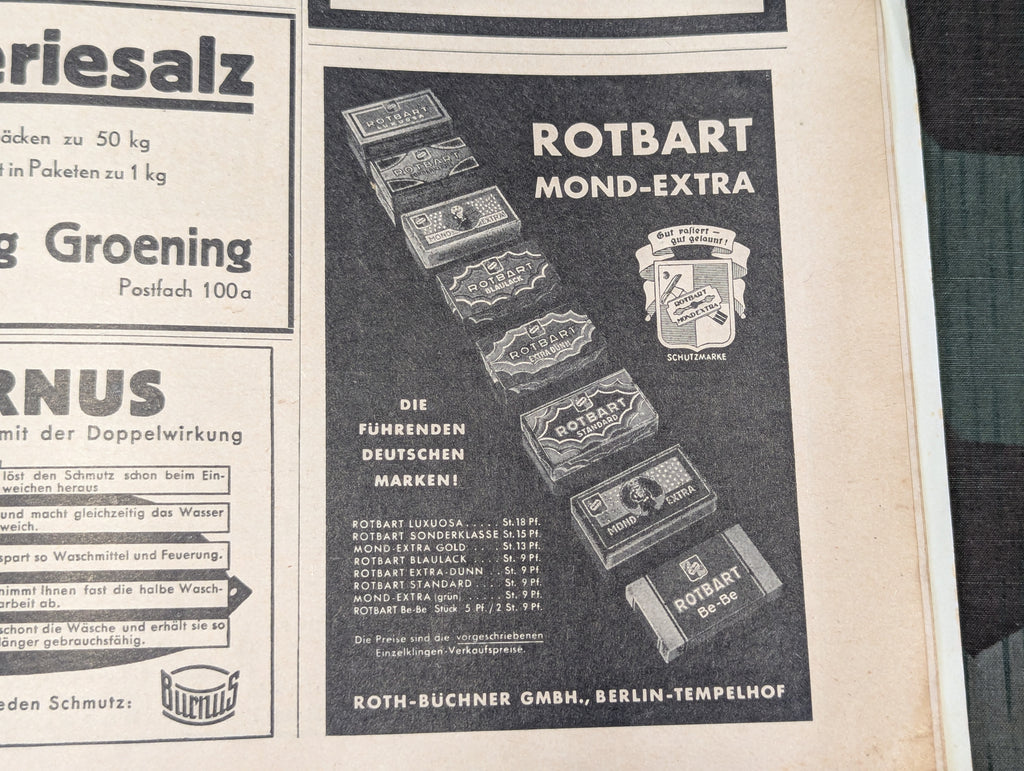 eriesalz
äcken zu 50 kg
t in Paketen zu 1 kg
g Groening
Postfach 100a
RNUS
mit der Doppelwirkung
löst den Schmutz schon beim Ein-
weichen heraus
und macht gleichzeitig das Wasser
weich.
spart so Waschmittel und Feuerung.
nimmt Ihnen fast die halbe Wasch-
arbeit ab.
schont die Wäsche und erhält sie so
länger gebrauchsfähig.
eden Schmutz:
Burnus
ROTBART
MOND-EXTRA
Gut rasiert –
gut gelaunt!
ROTBART
MOND EXTRA
SCHUTZMARKE
ROTBART
LUXUOSA
ROTBART
MOND EXTRA
ROTBART
BLAULACK
ROTBART
EXTRA DÜNN
ROTBART
STANDARD
MOND EXTRA
ROTBART
Be-Be
DIE
FÜHRENDEN
DEUTSCHEN
MARKEN!
ROTBART LUXUOSA ..... St. 18 Pf.
ROTBART SONDERKLASSE St. 15 Pf.
MOND-EXTRA GOLD .... St. 13 Pf.
ROTBART BLAULACK .... St. 9 Pf.
ROTBART EXTRA-DÜNN .. St. 9 Pf.
ROTBART STANDARD .... St. 9 Pf.
MOND-EXTRA (grün) .... St. 9 Pf.
ROTBART Be-Be Stück 5 Pf./2 St. 9 Pf.
Die Preise sind die vorgeschriebenen
Einzelklingen-Verkaufspreise.
ROTH-BÜCHNER GMBH., BERLIN-TEMPELHOF